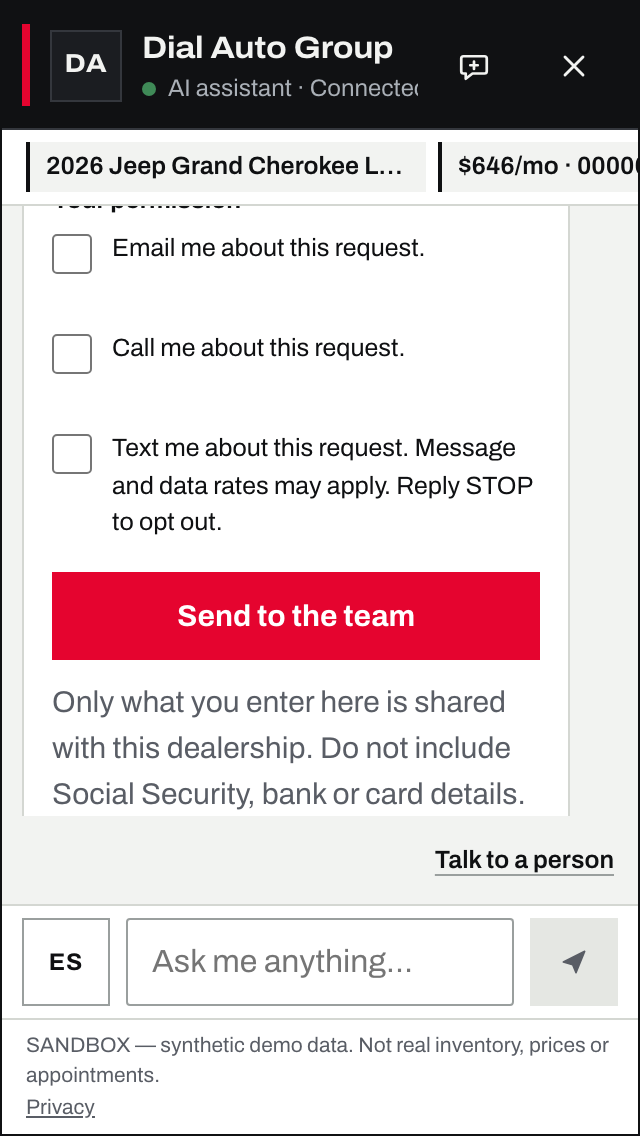 DA
Dial Auto Group
AI assistant · Connected
2026 Jeep Grand Cherokee L...
$646/mo · 0000
Your permission
Email me about this request.
Call me about this request.
Text me about this request. Message
and data rates may apply. Reply STOP
to opt out.
Send to the team
Only what you enter here is shared
with this dealership. Do not include
Social Security, bank or card details.
Talk to a person
ES
Ask me anything...
SANDBOX — synthetic demo data. Not real inventory, prices or
appointments.
Privacy